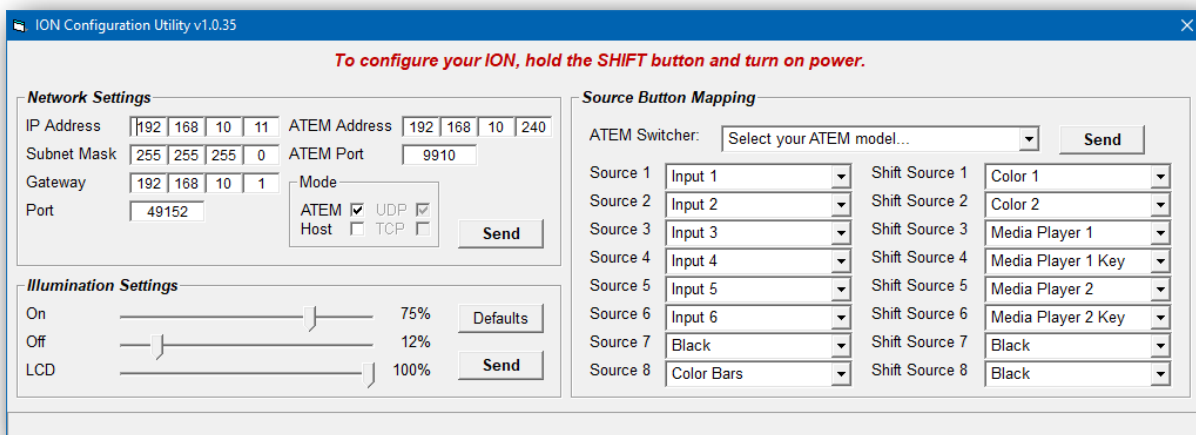 ION Configuration Utility v1.0.35
To configure your ION, hold the SHIFT button and turn on power.
Network Settings
IP Address 192 168 10 11 ATEM Address 192 168 10 240
Subnet Mask 255 255 255 0 ATEM Port 9910
Gateway 192 168 10 1 Mode
Port 49152 ATEM UDP
Host TCP
Send
Illumination Settings
On 75% Defaults
Off 12%
LCD 100% Send
Source Button Mapping
ATEM Switcher: Select your ATEM model... Send
Source 1 Input 1 Shift Source 1 Color 1
Source 2 Input 2 Shift Source 2 Color 2
Source 3 Input 3 Shift Source 3 Media Player 1
Source 4 Input 4 Shift Source 4 Media Player 1 Key
Source 5 Input 5 Shift Source 5 Media Player 2
Source 6 Input 6 Shift Source 6 Media Player 2 Key
Source 7 Black Shift Source 7 Black
Source 8 Color Bars Shift Source 8 Black